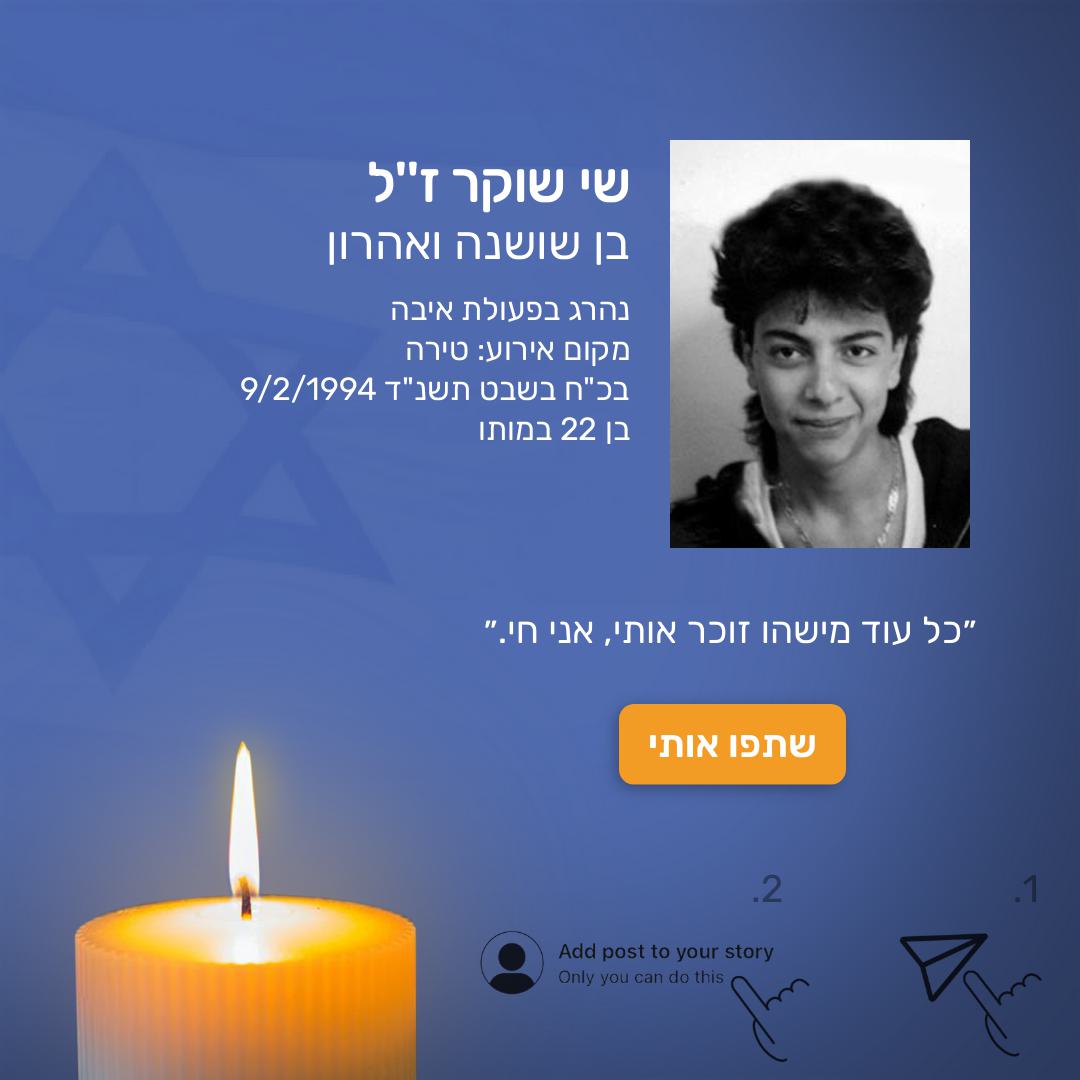 שי שוקר ז"ל
בן שושנה ואהרון
נהרג בפעולת איבה
מקום אירוע: טירה
בכ"ח בשבט תשנ"ד 9/2/1994
בן 22 במותו
״כל עוד מישהו זוכר אותי, אני חי.״
שתפו אותי
1.
2.
Add post to your story
Only you can do this